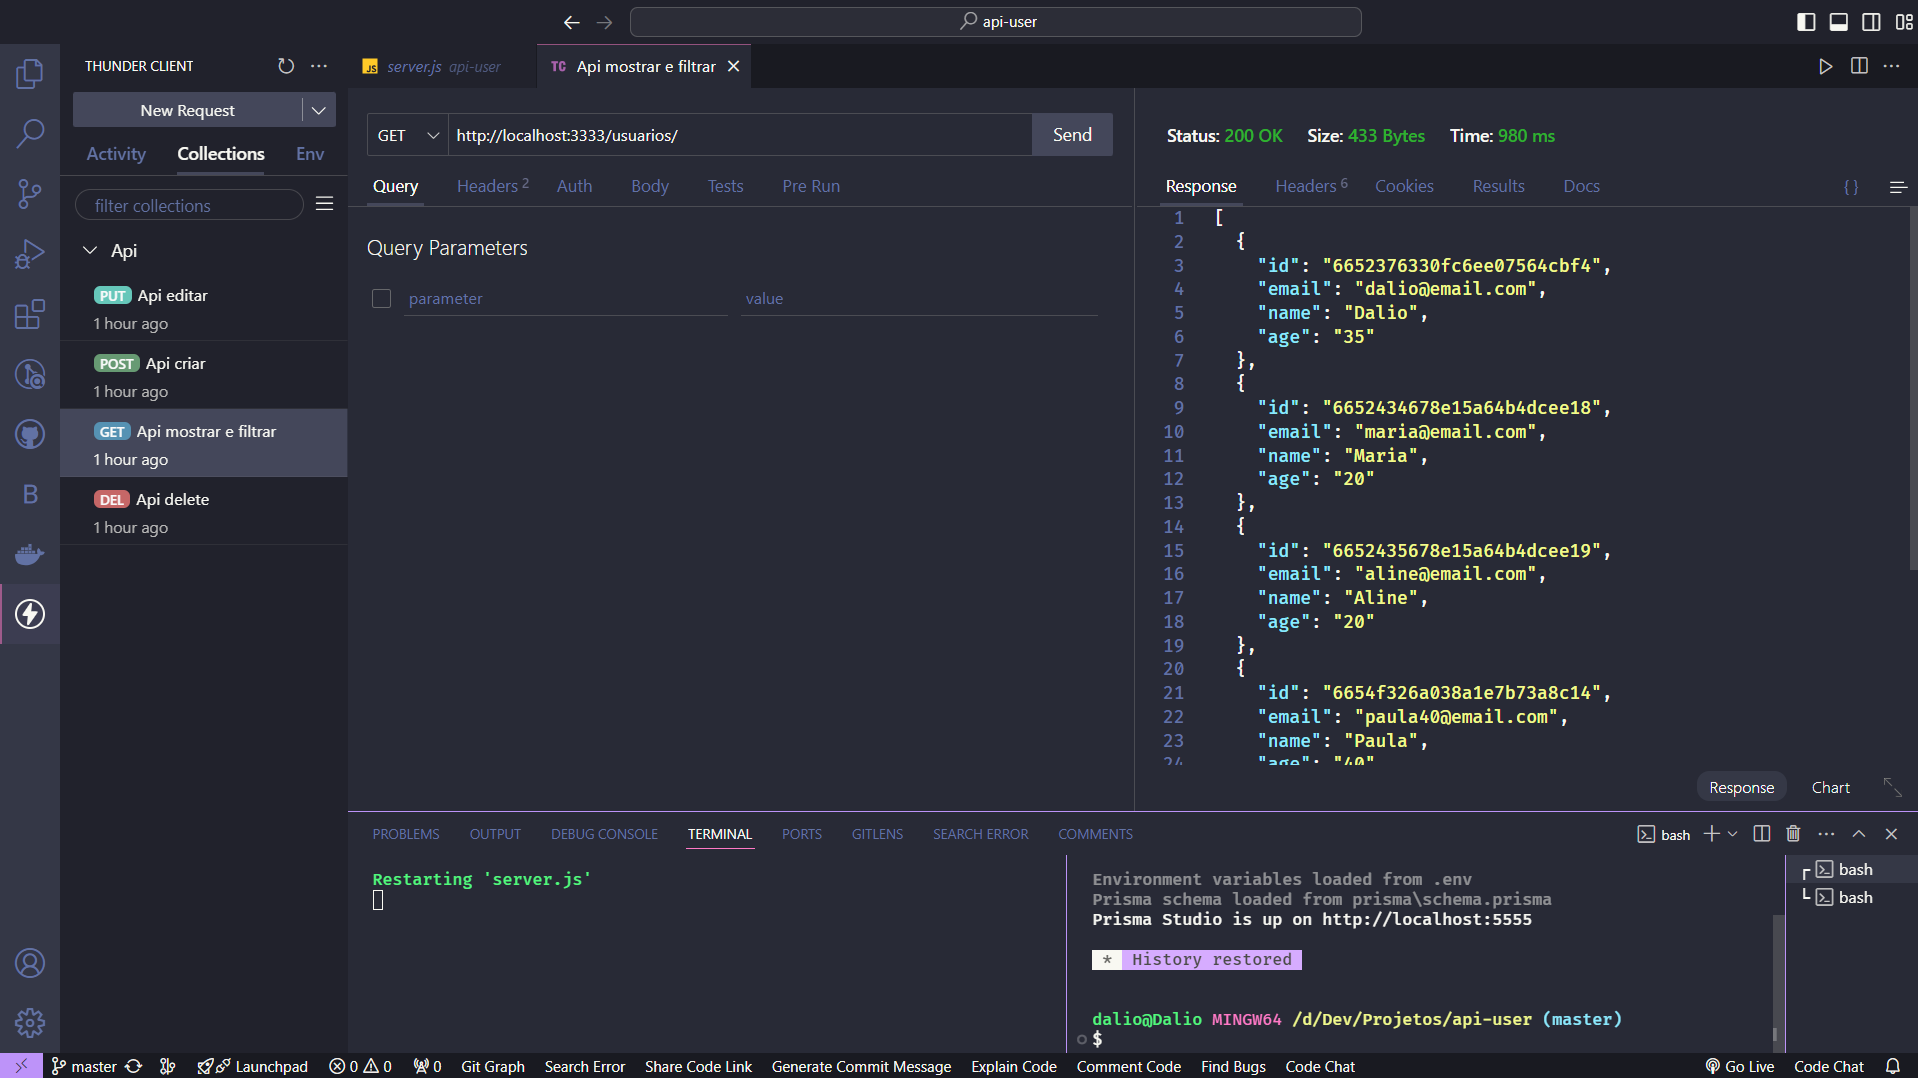 api-user
THUNDER CLIENT
New Request
Activity Collections Env
filter collections
Api
PUT Api editar
1 hour ago
POST Api criar
1 hour ago
GET Api mostrar e filtrar
1 hour ago
DEL Api delete
1 hour ago
JS server.js api-user
TC Api mostrar e filtrar
GET http://localhost:3333/usuarios/ Send
Query Headers 2 Auth Body Tests Pre Run
Query Parameters
parameter value
Status: 200 OK Size: 433 Bytes Time: 980 ms
Response Headers 6 Cookies Results Docs { }
1 [
2 {
3 "id": "6652376330fc6ee07564cbf4",
4 "email": "dalio@email.com",
5 "name": "Dalio",
6 "age": "35"
7 },
8 {
9 "id": "6652434678e15a64b4dcee18",
10 "email": "maria@email.com",
11 "name": "Maria",
12 "age": "20"
13 },
14 {
15 "id": "6652435678e15a64b4dcee19",
16 "email": "aline@email.com",
17 "name": "Aline",
18 "age": "20"
19 },
20 {
21 "id": "6654f326a038a1e7b73a8c14",
22 "email": "paula40@email.com",
23 "name": "Paula",
24 "age": "40"
Response Chart
PROBLEMS OUTPUT DEBUG CONSOLE TERMINAL PORTS GITLENS SEARCH ERROR COMMENTS
bash
Restarting 'server.js'
Environment variables loaded from .env
Prisma schema loaded from prisma\schema.prisma
Prisma Studio is up on http://localhost:5555
* History restored
dalio@Dalio MINGW64 /d/Dev/Projetos/api-user (master)
$
bash
bash
B
master Launchpad 0 0 0 Git Graph Search Error Share Code Link Generate Commit Message Explain Code Comment Code Find Bugs Code Chat Go Live Code Chat